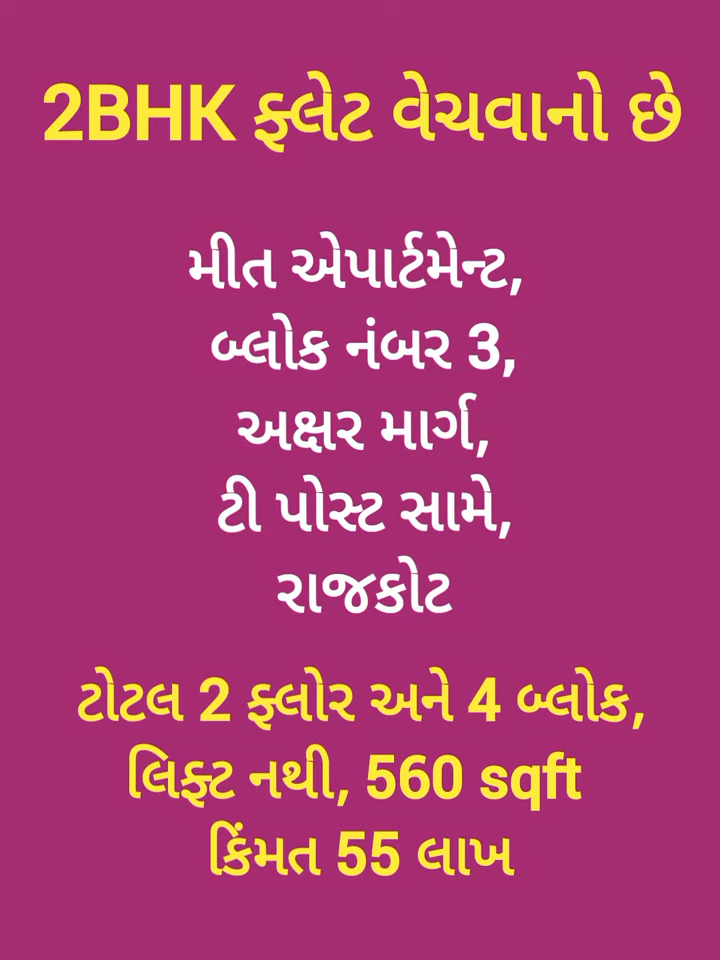 2BHK ફ્લેટ વેચવાનો છે
મીત એપાર્ટમેન્ટ,
બ્લોક નંબર 3,
અક્ષર માર્ગ,
ટી પોસ્ટ સામે,
રાજકોટ
ટોટલ 2 ફ્લોર અને 4 બ્લોક,
લિફ્ટ નથી, 560 sqft
કિંમત 55 લાખ